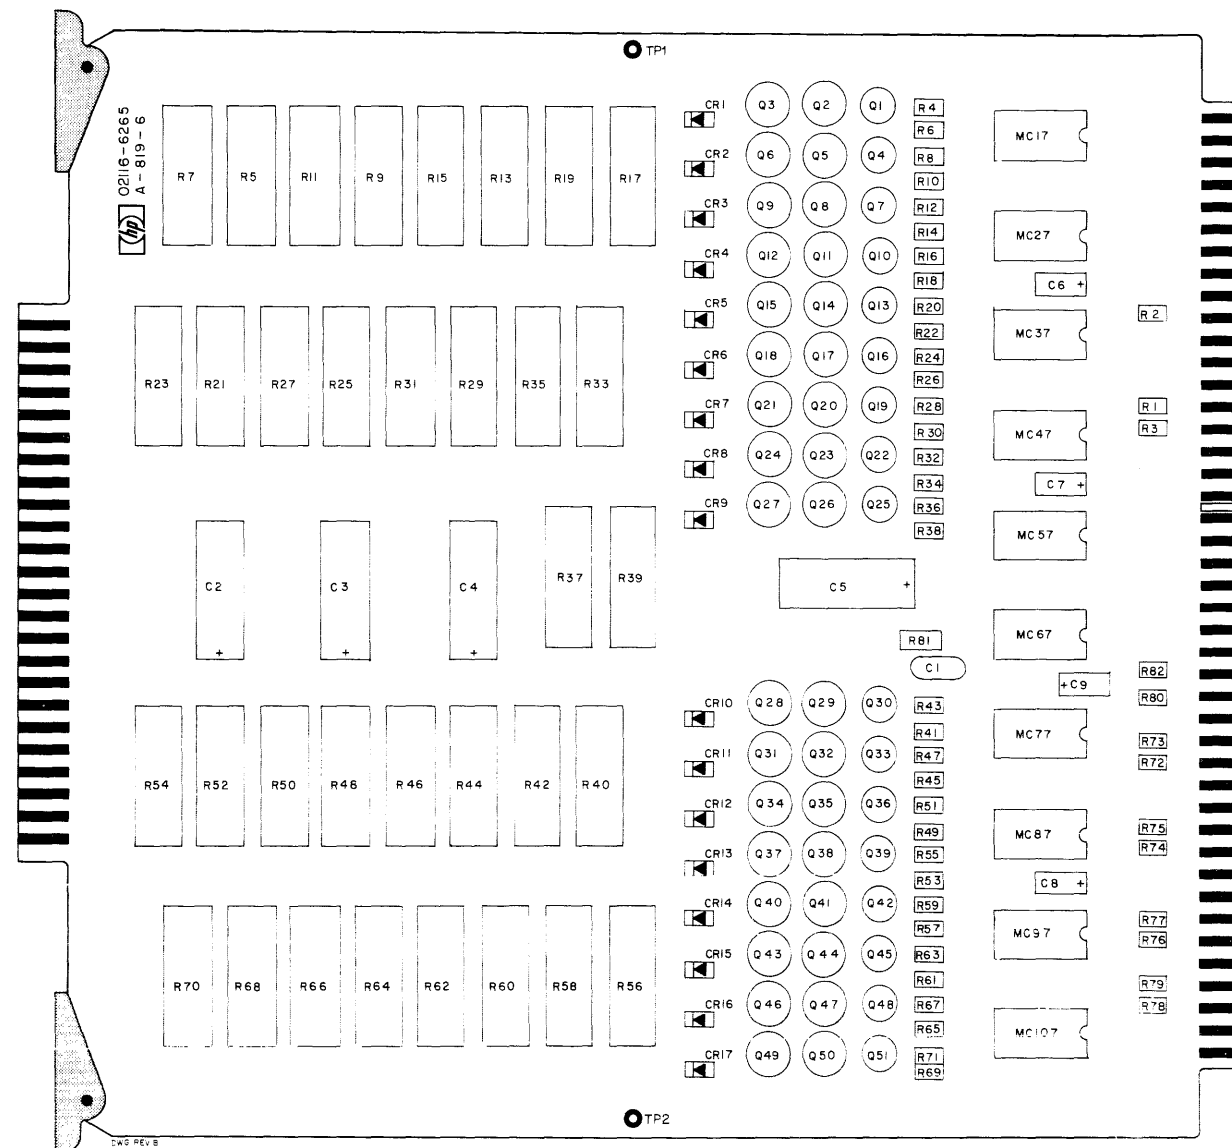 TP1
02116-6265
A-819-6
hp
R7 R5 R11 R9 R15 R13 R19 R17
R23 R21 R27 R25 R31 R29 R35 R33
C2 C3 C4 R37 R39
+ + +
R54 R52 R50 R48 R46 R44 R42 R40
R70 R68 R66 R64 R62 R60 R58 R56
CR1 Q3 Q2 Q1 R4
R6
CR2 Q6 Q5 Q4 R8
R10
CR3 Q9 Q8 Q7 R12
R14
CR4 Q12 Q11 Q10 R16
R18
CR5 Q15 Q14 Q13 R20
R22
CR6 Q18 Q17 Q16 R24
R26
CR7 Q21 Q20 Q19 R28
R30
CR8 Q24 Q23 Q22 R32
R34
CR9 Q27 Q26 Q25 R36
R38
C5 +
R81
C1
CR10 Q28 Q29 Q30 R43
R41
CR11 Q31 Q32 Q33 R47
R45
CR12 Q34 Q35 Q36 R51
R49
CR13 Q37 Q38 Q39 R55
R53
CR14 Q40 Q41 Q42 R59
R57
CR15 Q43 Q44 Q45 R63
R61
CR16 Q46 Q47 Q48 R67
R65
CR17 Q49 Q50 Q51 R71
R69
MC17
MC27
C6 +
MC37
MC47
C7 +
MC57
MC67
+C9
MC77
MC87
C8 +
MC97
MC107
R2
R1
R3
R82
R80
R73
R72
R75
R74
R77
R76
R79
R78
TP2
DWG REV B